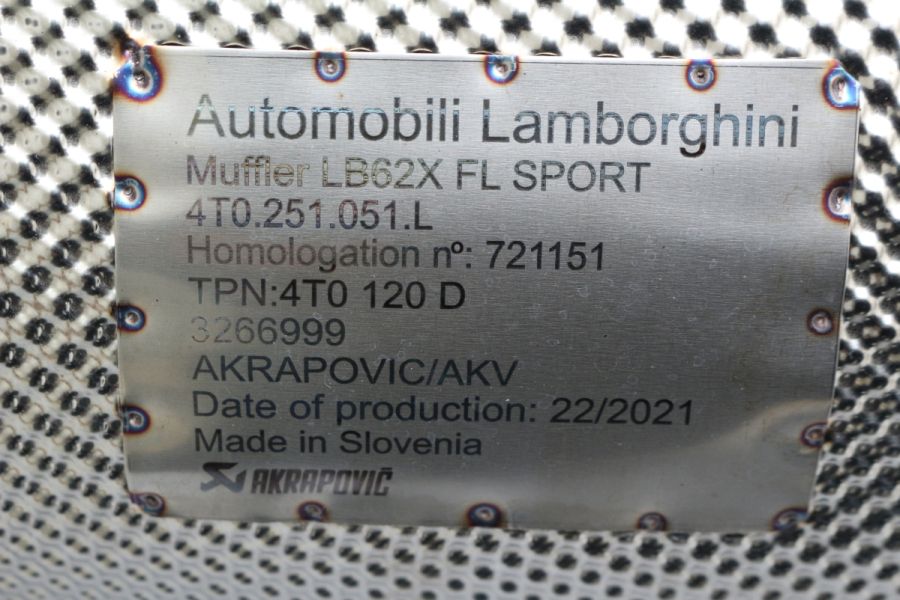 Automobili Lamborghini
Muffler LB62X FL SPORT
4T0.251.051.L
Homologation nº: 721151
TPN:4T0 120 D
3266999
AKRAPOVIC/AKV
Date of production: 22/2021
Made in Slovenia
AKRAPOVIČ